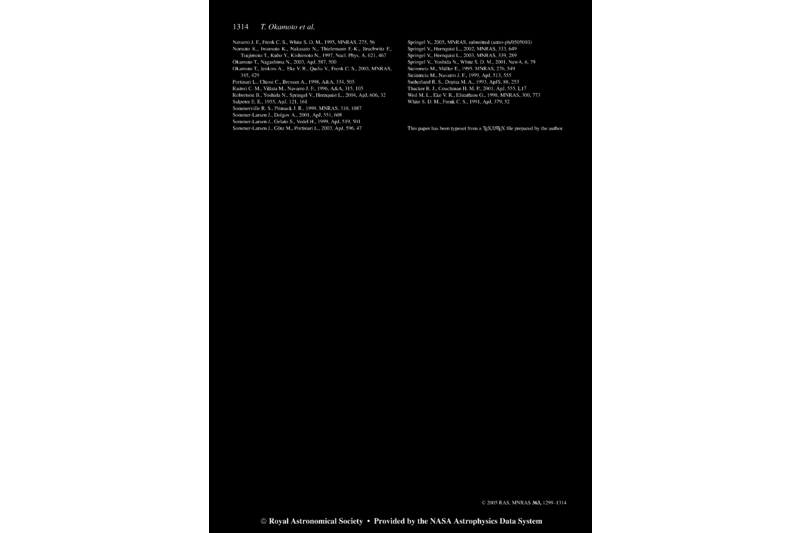 1314 T. Okamoto et al.
Navarro J. F., Frenk C. S., White S. D. M., 1995, MNRAS, 275, 56
Nomoto K., Iwamoto K., Nakasato N., Thielemann F.-K., Brachwitz F.,
Tsujimoto T., Kubo Y., Kishimoto N., 1997, Nucl. Phys. A, 621, 467
Okamoto T., Nagashima N., 2003, ApJ, 587, 500
Okamoto T., Jenkins A., Eke V. R., Quilis V., Frenk C. S., 2003, MNRAS,
345, 429
Portinari L., Chiosi C., Bressan A., 1998, A&A, 334, 505
Raiteri C. M., Villata M., Navarro J. F., 1996, A&A, 315, 105
Robertson B., Yoshida N., Springel V., Hernquist L., 2004, ApJ, 606, 32
Salpeter E. E., 1955, ApJ, 121, 161
Sommerville R. S., Primack J. R., 1999, MNRAS, 310, 1087
Sommer-Larsen J., Dolgov A., 2001, ApJ, 551, 608
Sommer-Larsen J., Gelato S., Vedel H., 1999, ApJ, 519, 501
Sommer-Larsen J., Götz M., Portinari L., 2003, ApJ, 596, 47
Springel V., 2005, MNRAS, submitted (astro-ph/0505010)
Springel V., Hernquist L., 2002, MNRAS, 333, 649
Springel V., Hernquist L., 2003, MNRAS, 339, 289
Springel V., Yoshida N., White S. D. M., 2001, NewA, 6, 79
Steinmetz M., Müller E., 1995, MNRAS, 276, 549
Steinmetz M., Navarro J. F., 1999, ApJ, 513, 555
Sutherland R. S., Dopita M. A., 1993, ApJS, 88, 253
Thacker R. J., Couchman H. M. P., 2001, ApJ, 555, L17
Weil M. L., Eke V. R., Efstathiou G., 1998, MNRAS, 300, 773
White S. D. M., Frenk C. S., 1991, ApJ, 379, 52
This paper has been typeset from a TEX/LATEX file prepared by the author.
© 2005 RAS, MNRAS 363, 1299–1314
© Royal Astronomical Society • Provided by the NASA Astrophysics Data System